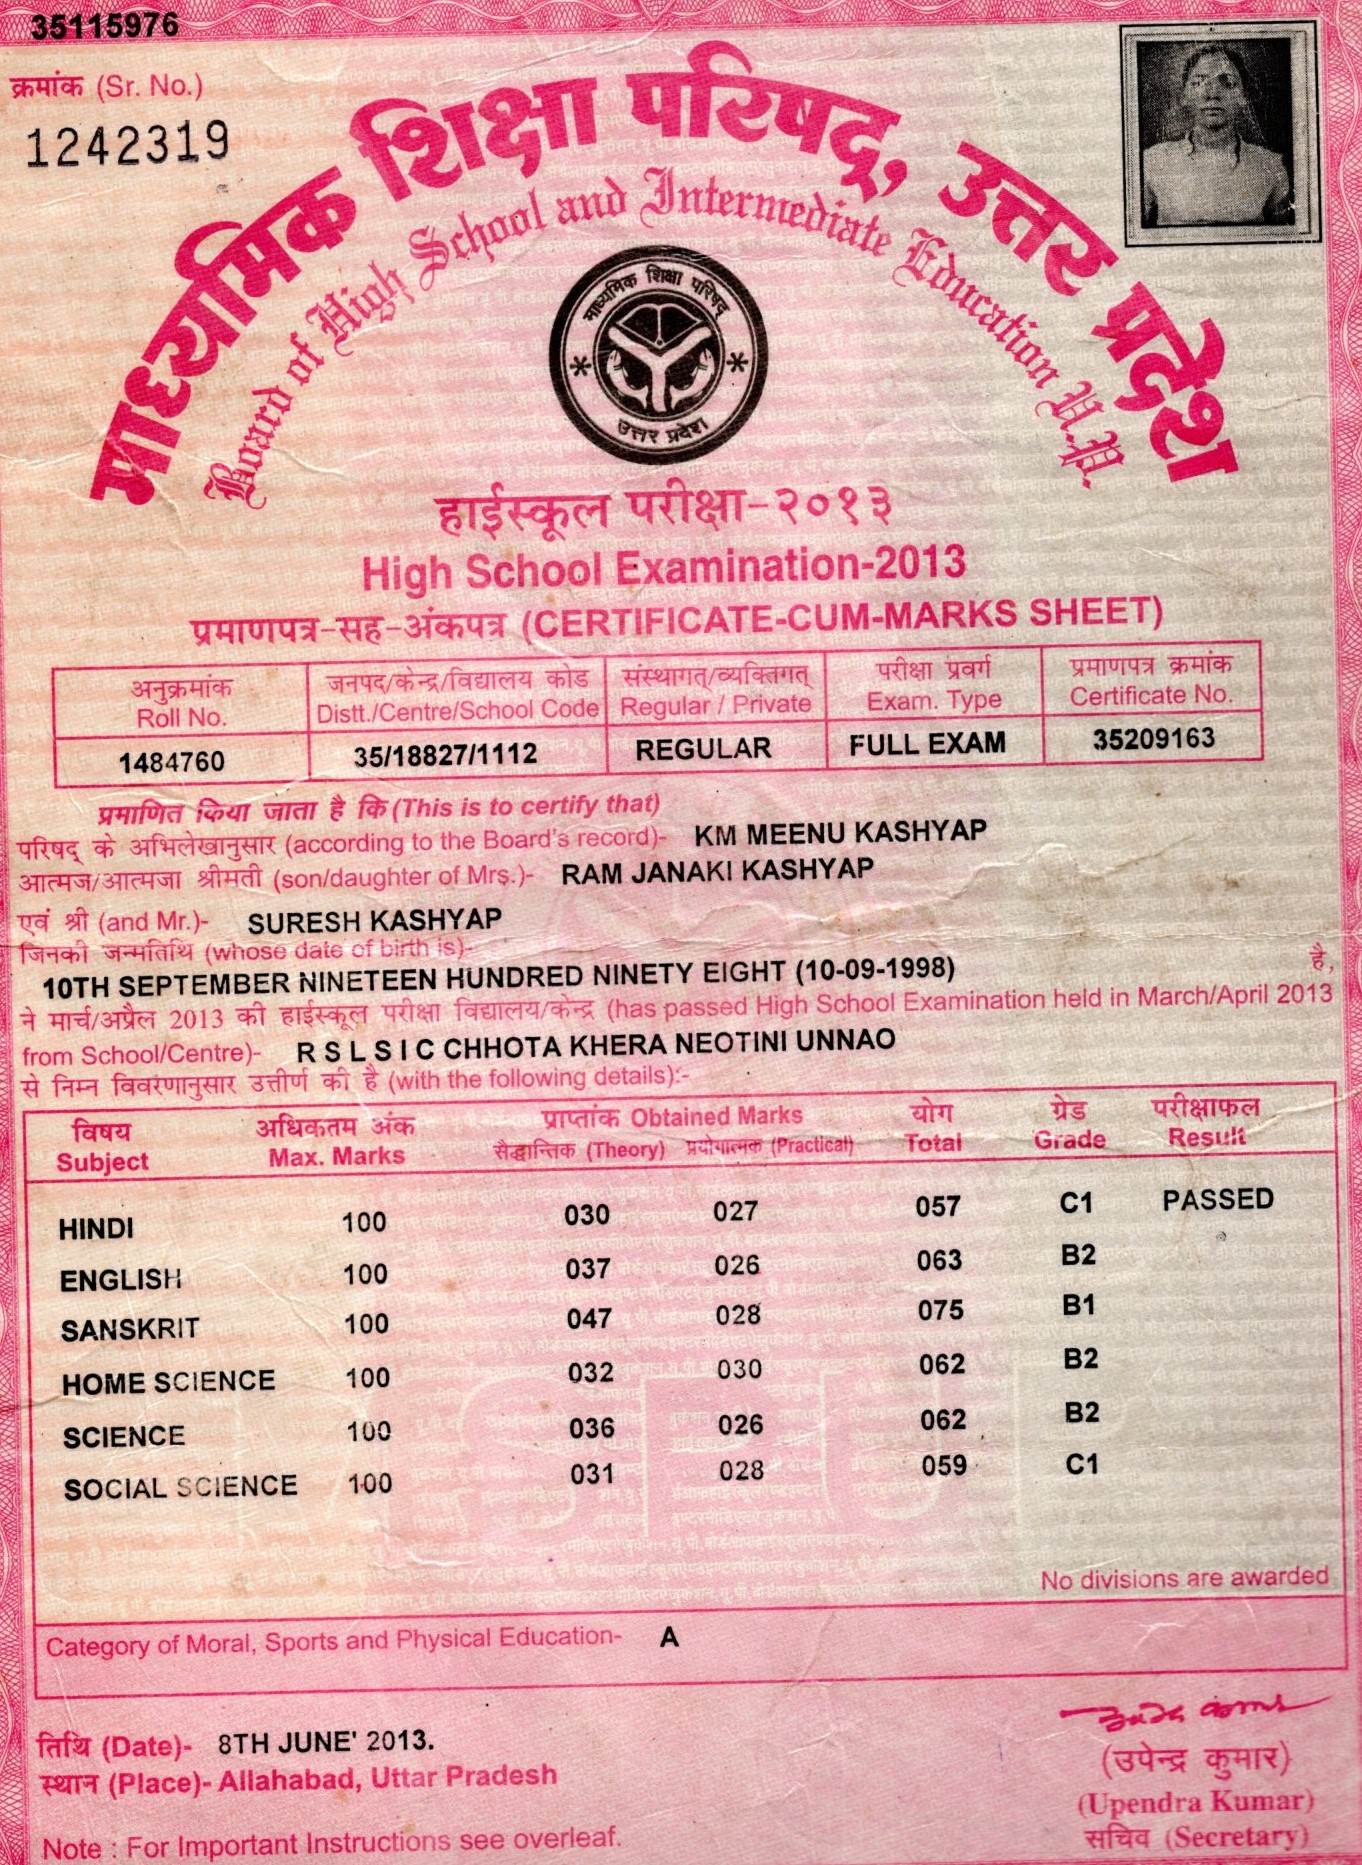 35115976
क्रमांक (Sr. No.)
1242319
माध्यमिक शिक्षा परिषद्, उत्तर प्रदेश
Board of High School and Intermediate Education U.P.
माध्यमिक शिक्षा परिषद्
उत्तर प्रदेश
हाईस्कूल परीक्षा-२०१३
High School Examination-2013
प्रमाणपत्र-सह-अंकपत्र (CERTIFICATE-CUM-MARKS SHEET)
अनुक्रमांक जनपद/केन्द्र/विद्यालय कोड संस्थागत्/व्यक्तिगत् परीक्षा प्रवर्ग प्रमाणपत्र क्रमांक
Roll No. Distt./Centre/School Code Regular / Private Exam. Type Certificate No.
1484760 35/18827/1112 REGULAR FULL EXAM 35209163
प्रमाणित किया जाता है कि (This is to certify that)
परिषद् के अभिलेखानुसार (according to the Board's record)- KM MEENU KASHYAP
आत्मज/आत्मजा श्रीमती (son/daughter of Mrs.)- RAM JANAKI KASHYAP
एवं श्री (and Mr.)- SURESH KASHYAP
जिनकी जन्मतिथि (whose date of birth is)-
10TH SEPTEMBER NINETEEN HUNDRED NINETY EIGHT (10-09-1998) है,
ने मार्च/अप्रैल 2013 की हाईस्कूल परीक्षा विद्यालय/केन्द्र (has passed High School Examination held in March/April 2013
from School/Centre)- R S L S I C CHHOTA KHERA NEOTINI UNNAO
से निम्न विवरणानुसार उत्तीर्ण की है (with the following details):-
विषय अधिकतम अंक प्राप्तांक Obtained Marks योग ग्रेड परीक्षाफल
Subject Max. Marks सैद्धान्तिक (Theory) प्रयोगात्मक (Practical) Total Grade Result
HINDI 100 030 027 057 C1 PASSED
ENGLISH 100 037 026 063 B2
SANSKRIT 100 047 028 075 B1
HOME SCIENCE 100 032 030 062 B2
SCIENCE 100 036 026 062 B2
SOCIAL SCIENCE 100 031 028 059 C1
No divisions are awarded
Category of Moral, Sports and Physical Education- A
तिथि (Date)- 8TH JUNE' 2013.
स्थान (Place)- Allahabad, Uttar Pradesh
(उपेन्द्र कुमार)
(Upendra Kumar)
सचिव (Secretary)
Note : For Important Instructions see overleaf.